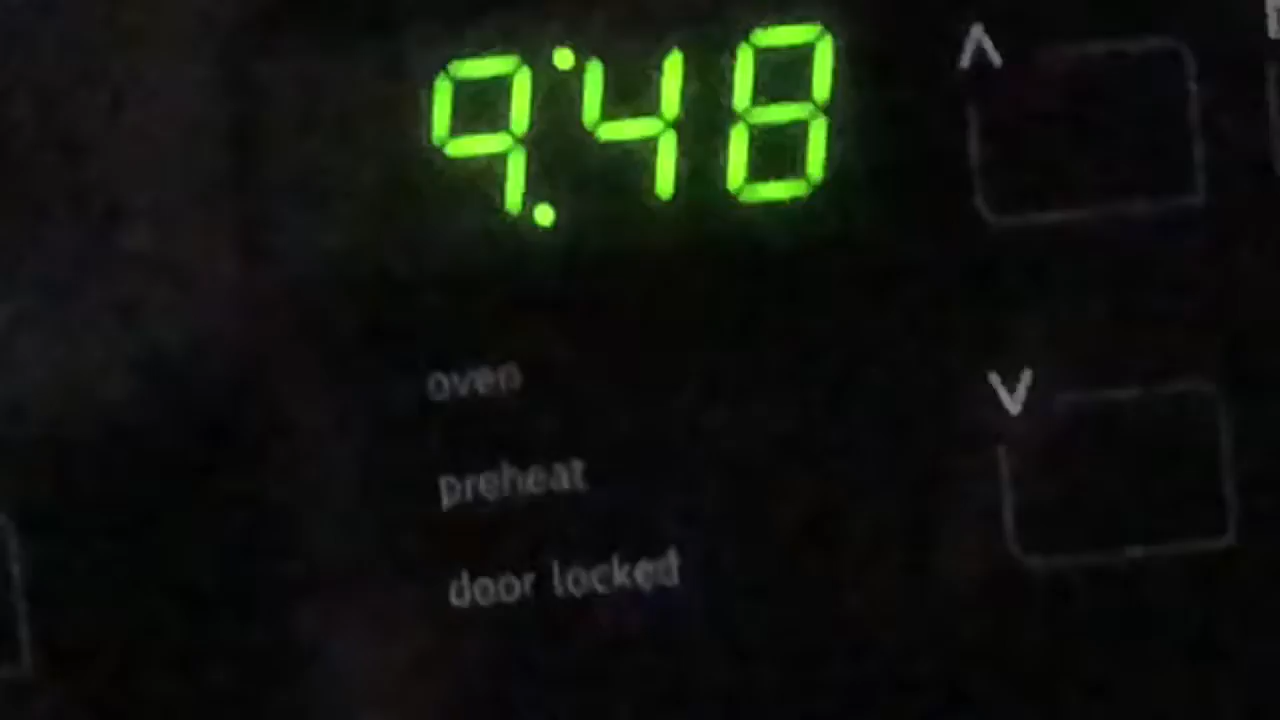 9:48
∧
oven
∨
preheat
door locked